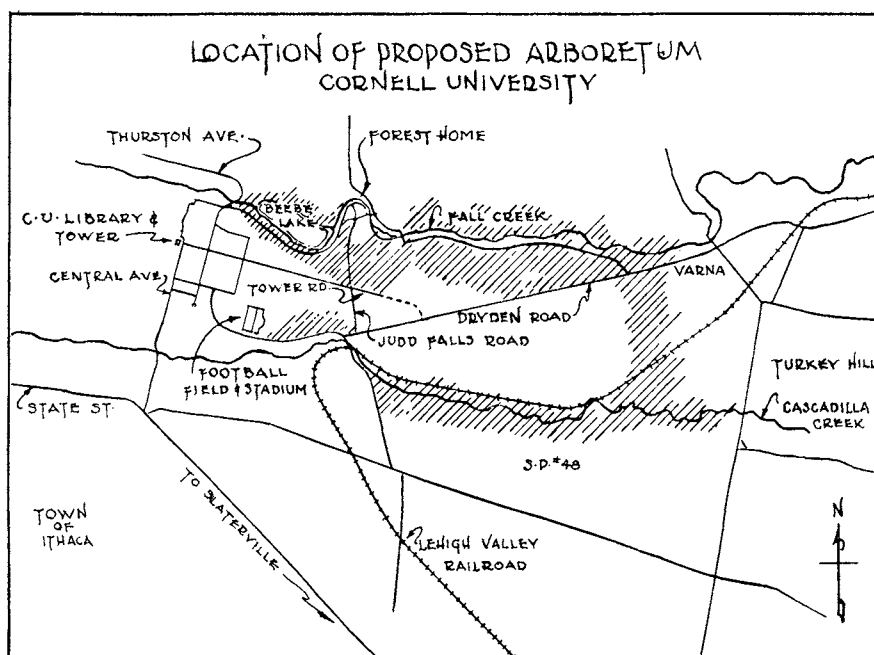 LOCATION OF PROPOSED ARBORETUM
CORNELL UNIVERSITY
THURSTON AVE.
FOREST HOME
C.U. LIBRARY &
TOWER
BEEBE
LAKE
FALL CREEK
CENTRAL AVE.
TOWER RD.
VARNA
DRYDEN ROAD
JUDD FALLS ROAD
FOOTBALL
FIELD & STADIUM
TURKEY HILL
STATE ST.
CASCADILLA
CREEK
S.D.#48
TO SLATERVILLE
TOWN
OF
ITHACA
LEHIGH VALLEY
RAILROAD
N